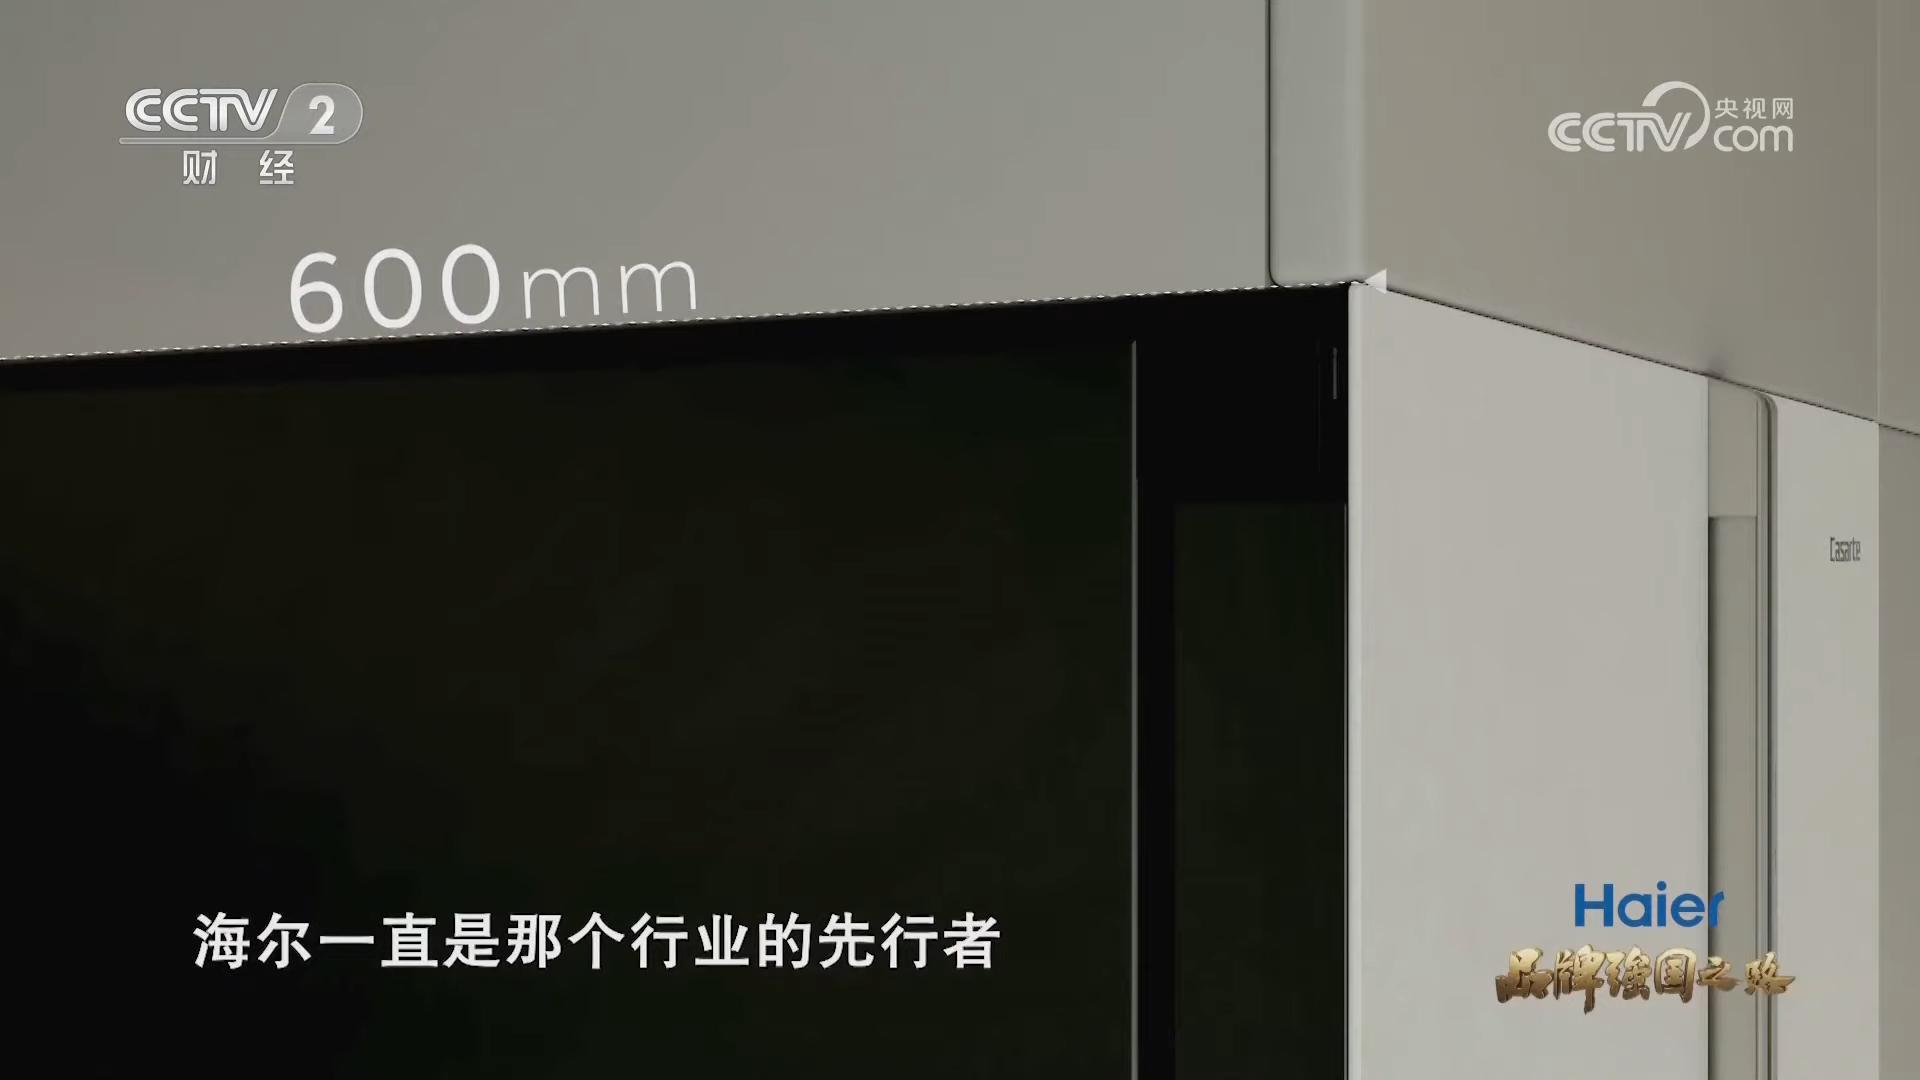 CCTV 2
财 经
央视网
CCTV com
600mm
Casarte
海尔一直是那个行业的先行者
Haier
品牌强国之路